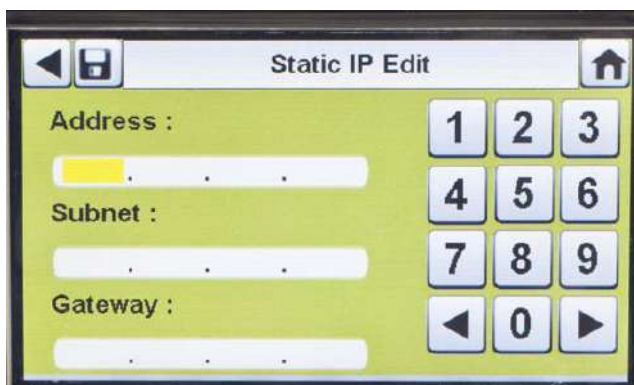 Static IP Edit
Address :
. . .
Subnet :
. . .
Gateway :
. . .
1 2 3
4 5 6
7 8 9
0